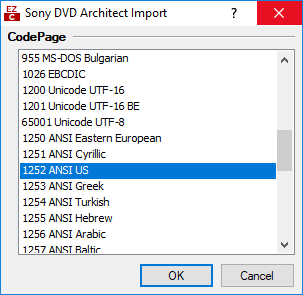 EZ
C
Sony DVD Architect Import
?
CodePage
955 MS-DOS Bulgarian
1026 EBCDIC
1200 Unicode UTF-16
1201 Unicode UTF-16 BE
65001 Unicode UTF-8
1250 ANSI Eastern European
1251 ANSI Cyrillic
1252 ANSI US
1253 ANSI Greek
1254 ANSI Turkish
1255 ANSI Hebrew
1256 ANSI Arabic
1257 ANSI Baltic
OK
Cancel